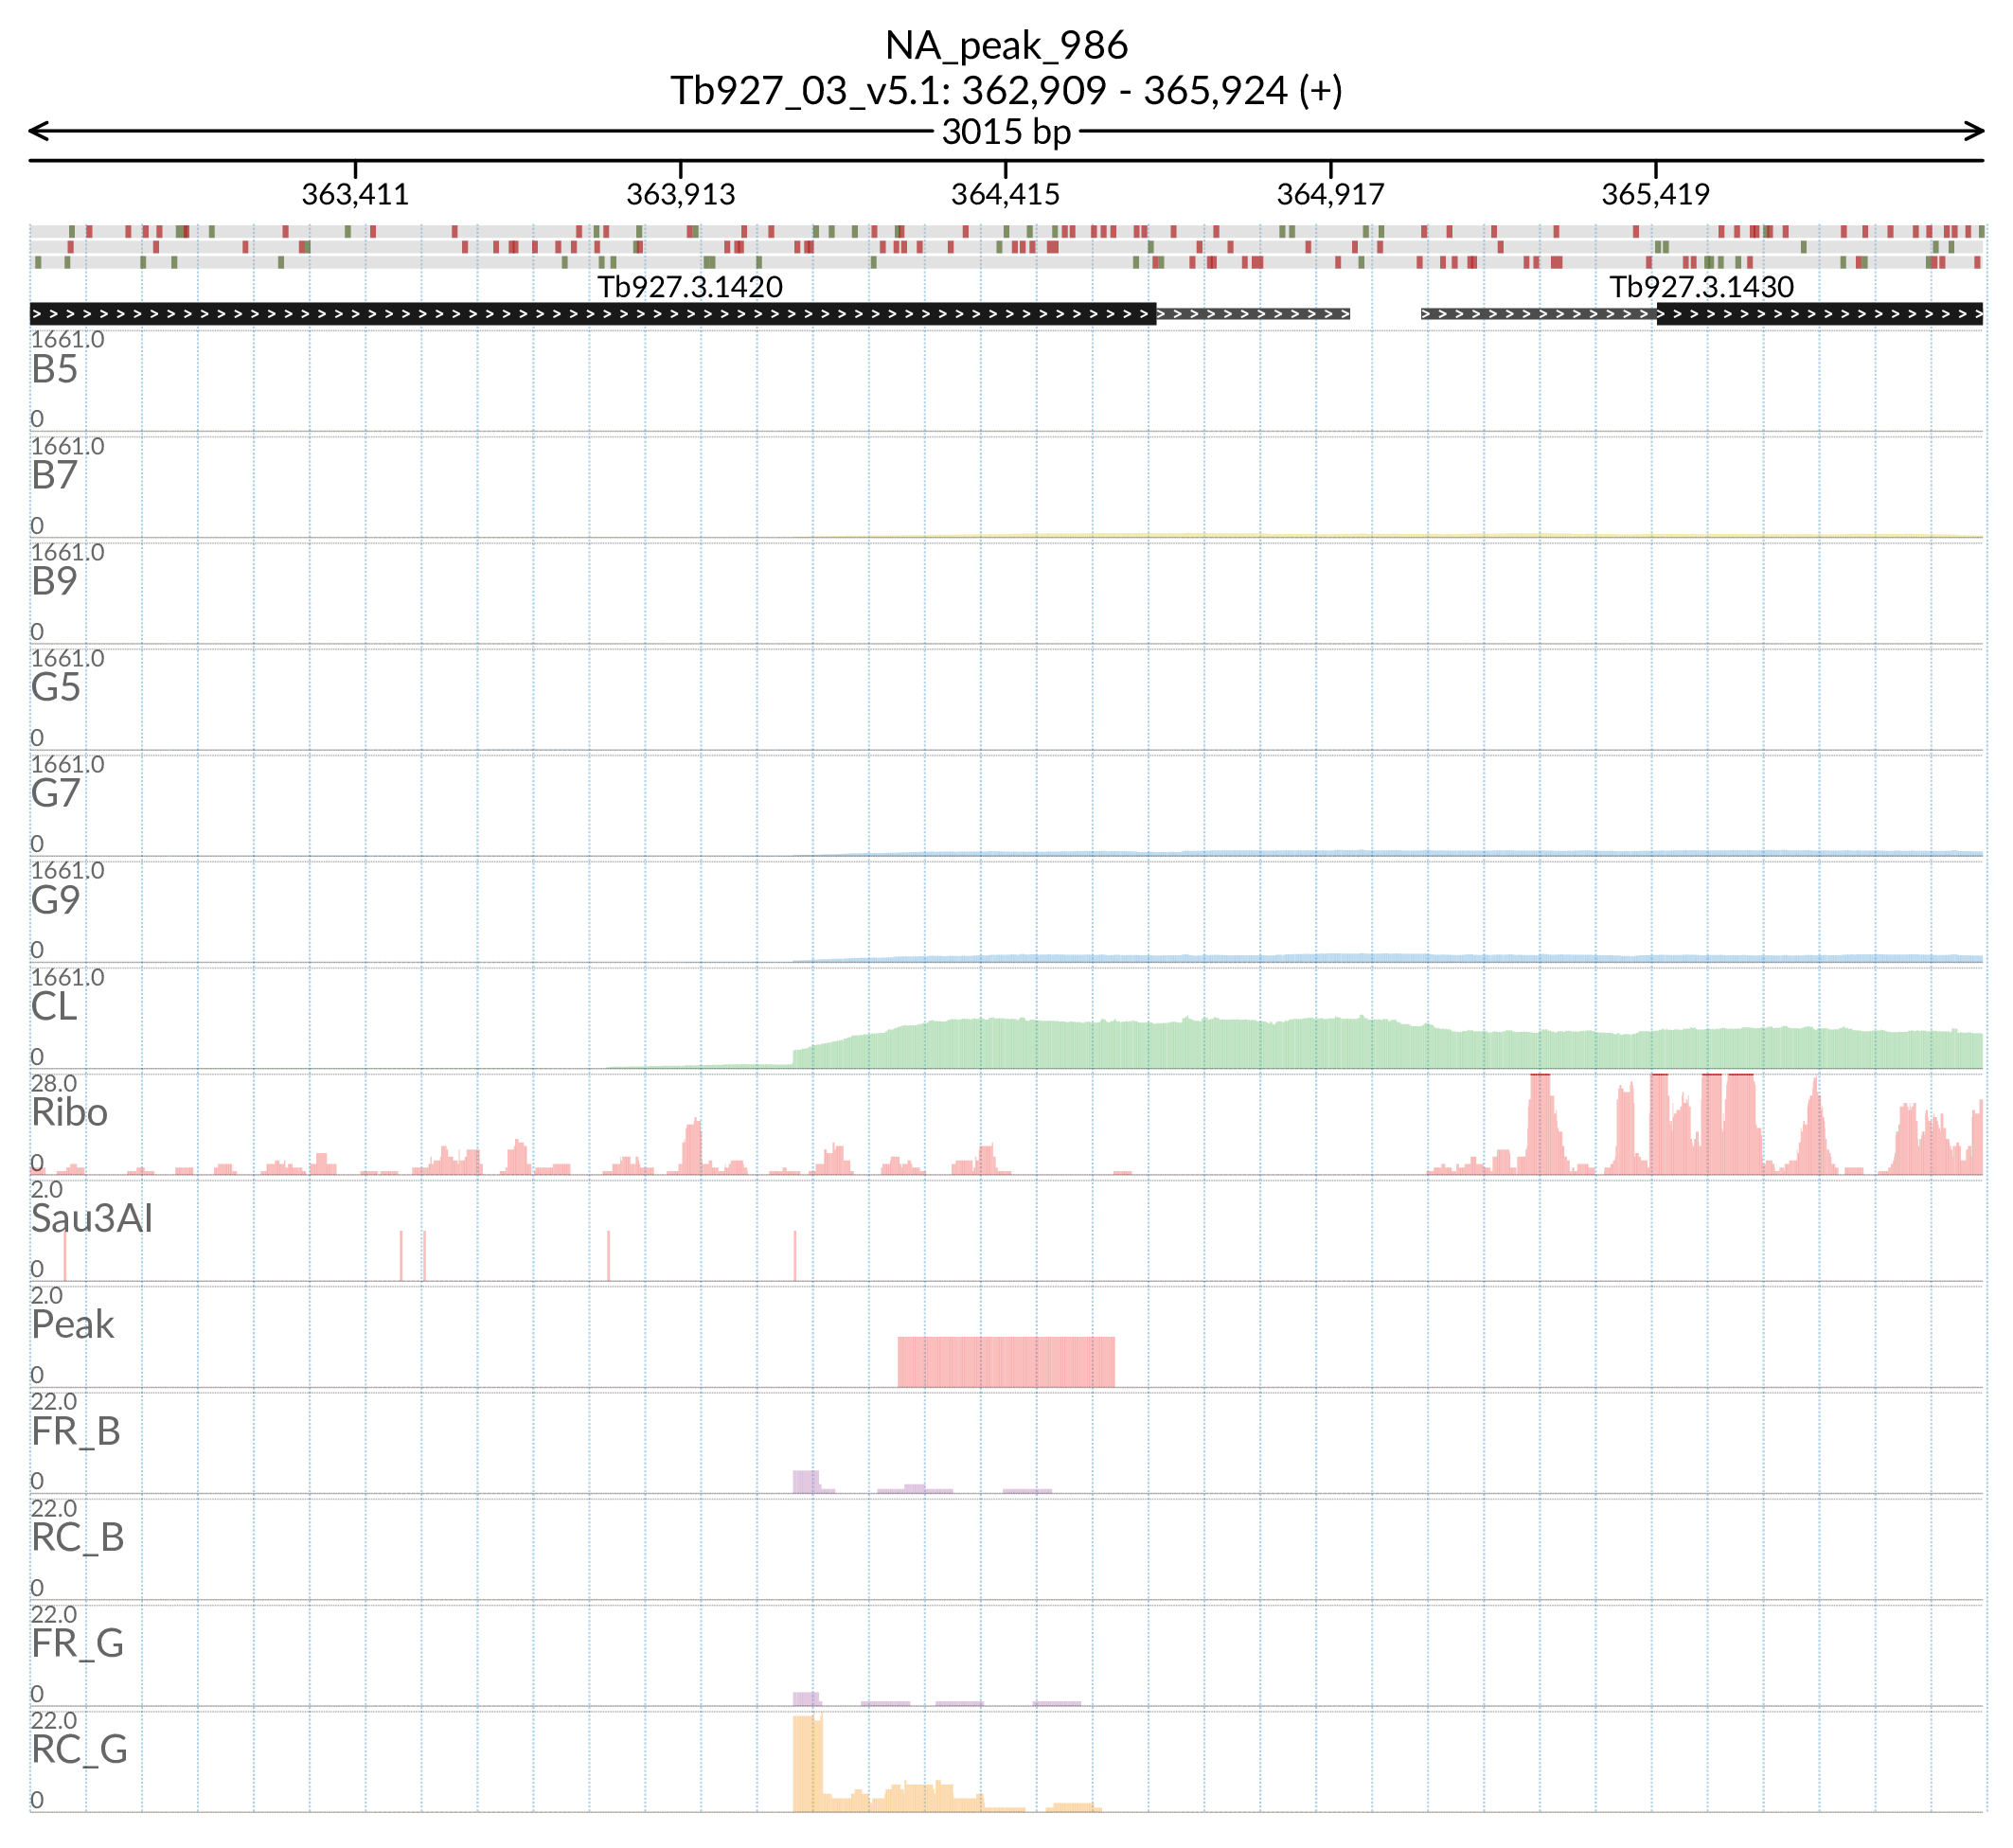 NA_peak_986
Tb927_03_v5.1: 362,909 - 365,924 (+)
3015 bp
363,411 363,913 364,415 364,917 365,419
Tb927.3.1420 Tb927.3.1430
1661.0
B5
0
1661.0
B7
0
1661.0
B9
0
1661.0
G5
0
1661.0
G7
0
1661.0
G9
0
1661.0
CL
0
28.0
Ribo
0
2.0
Sau3AI
0
2.0
Peak
0
22.0
FR_B
0
22.0
RC_B
0
22.0
FR_G
0
22.0
RC_G
0